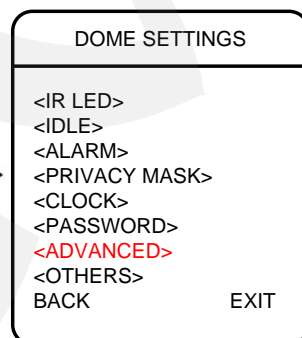 DOME SETTINGS
<IR LED>
<IDLE>
<ALARM>
<PRIVACY MASK>
<CLOCK>
<PASSWORD>
<ADVANCED>
<OTHERS>
BACK EXIT